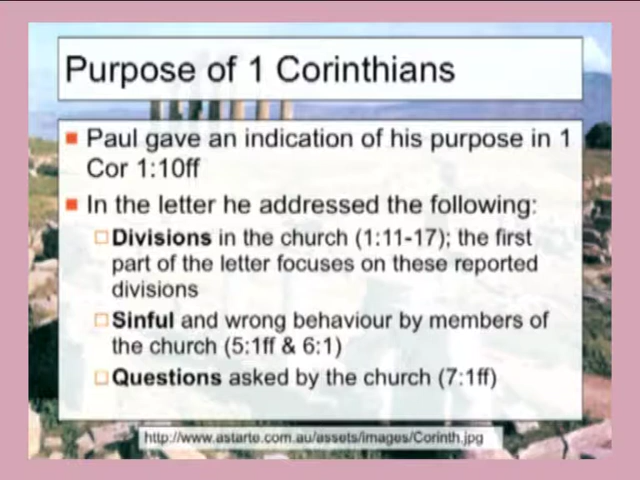 Purpose of 1 Corinthians
Paul gave an indication of his purpose in 1
Cor 1:10ff
In the letter he addressed the following:
Divisions in the church (1:11-17); the first
part of the letter focuses on these reported
divisions
Sinful and wrong behaviour by members of
the church (5:1ff & 6:1)
Questions asked by the church (7:1ff)
http://www.astarte.com.au/assets/images/Corinth.jpg